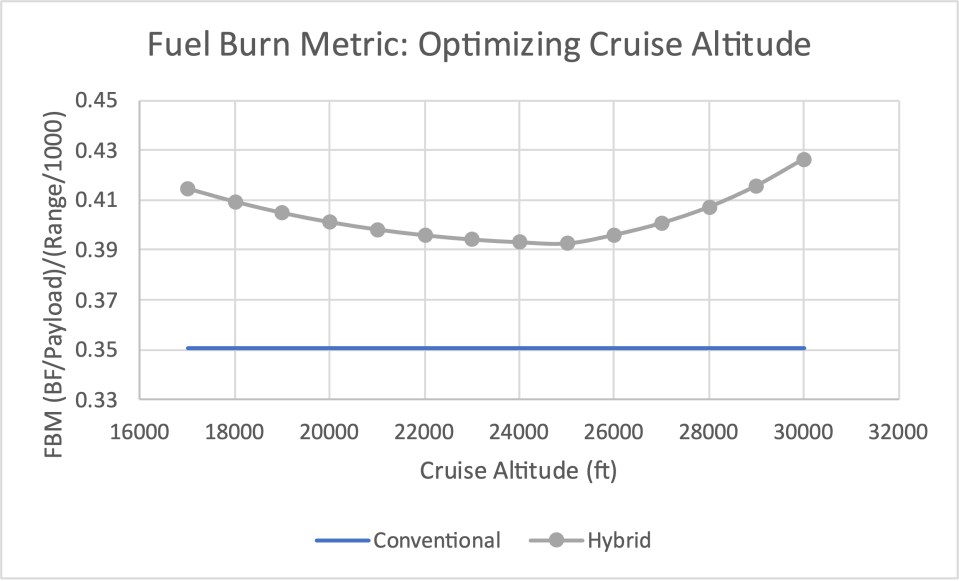 Fuel Burn Metric: Optimizing Cruise Altitude
FBM (BF/Payload)/(Range/1000)
0.45
0.43
0.41
0.39
0.37
0.35
0.33
16000 18000 20000 22000 24000 26000 28000 30000 32000
Cruise Altitude (ft)
Conventional Hybrid